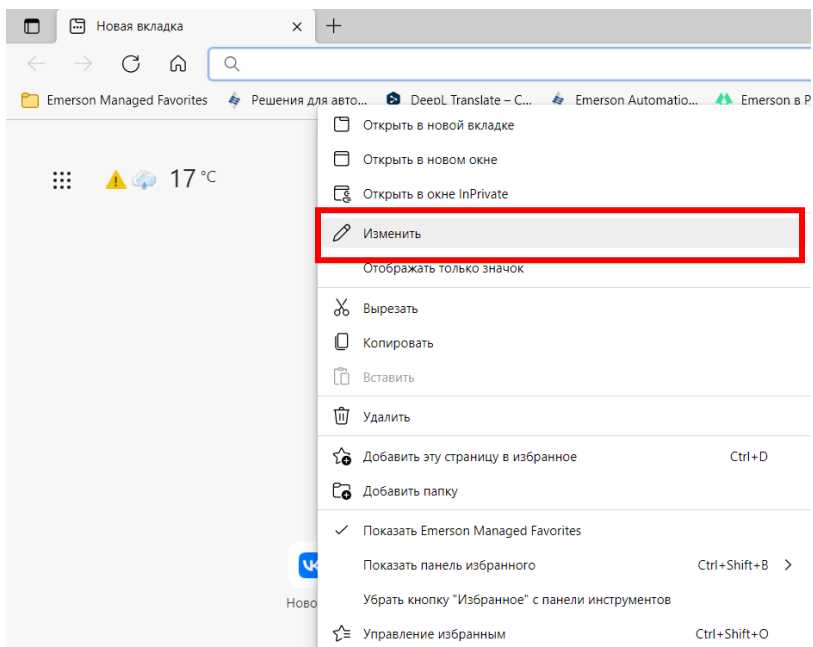 Новая вкладка
Emerson Managed Favorites Решения для авто... DeepL Translate – С... Emerson Automatio... Emerson в Р
17 °C
Открыть в новой вкладке
Открыть в новом окне
Открыть в окне InPrivate
Изменить
Отображать только значок
Вырезать
Копировать
Вставить
Удалить
Добавить эту страницу в избранное Ctrl+D
Добавить папку
Показать Emerson Managed Favorites
Показать панель избранного Ctrl+Shift+B
Ново
Убрать кнопку "Избранное" с панели инструментов
Управление избранным Ctrl+Shift+O